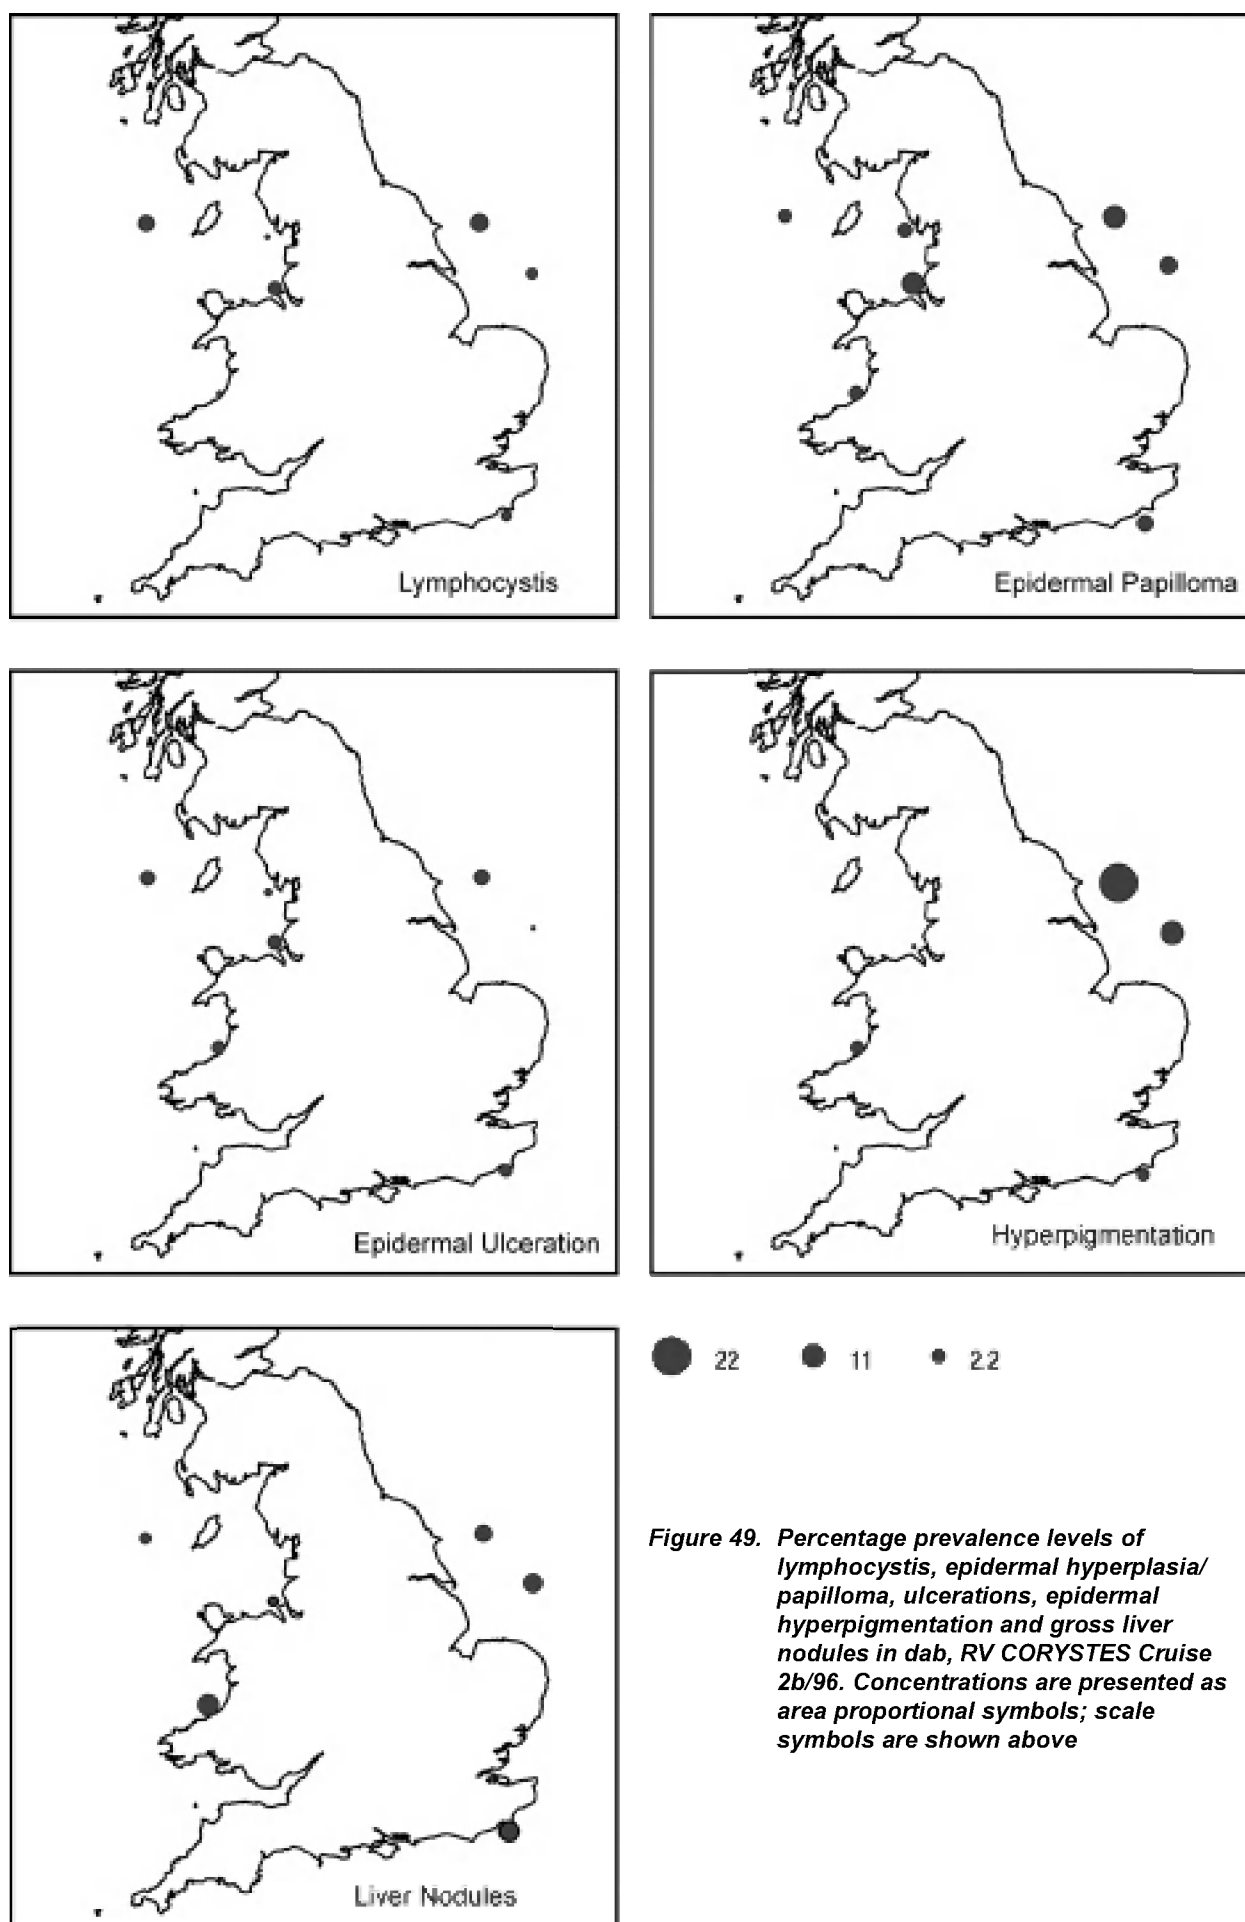 Lymphocystis
Epidermal Papilloma
Epidermal Ulceration
Hyperpigmentation
Liver Nodules
22 11 2.2
Figure 49. Percentage prevalence levels of
lymphocystis, epidermal hyperplasia/
papilloma, ulcerations, epidermal
hyperpigmentation and gross liver
nodules in dab, RV CORYSTES Cruise
2b/96. Concentrations are presented as
area proportional symbols; scale
symbols are shown above